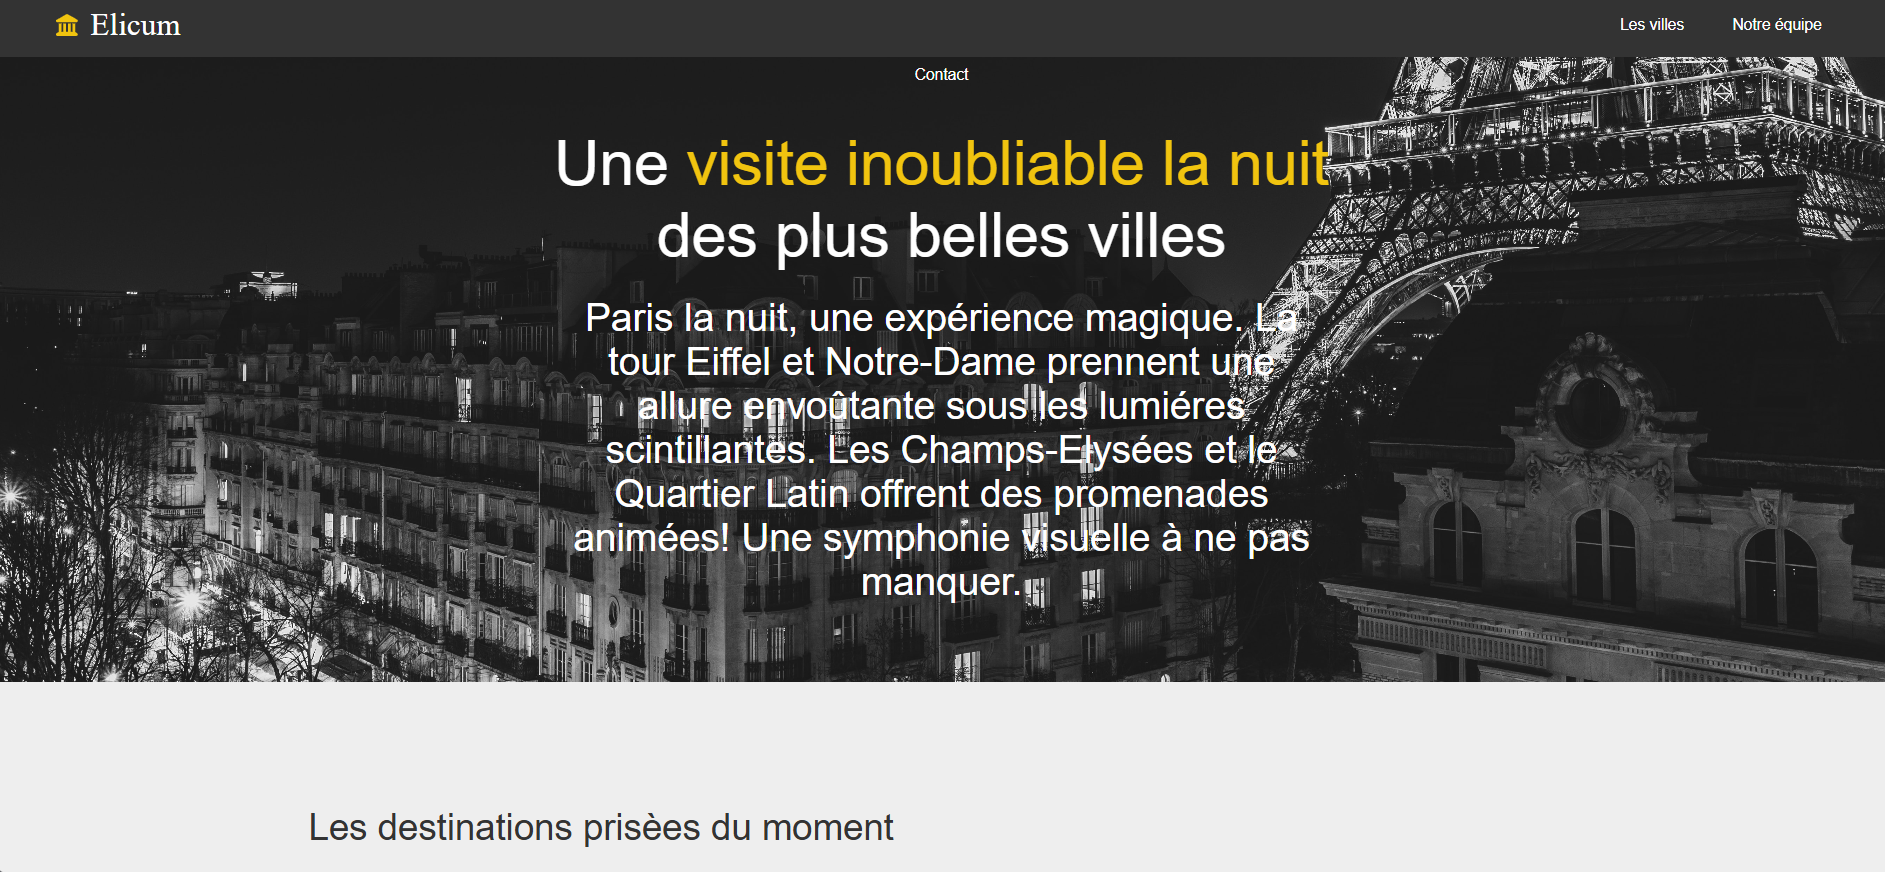 Elicum
Les villes
Notre équipe
Contact
Une visite inoubliable la nuit
des plus belles villes
Paris la nuit, une expérience magique. La
tour Eiffel et Notre-Dame prennent une
allure envoûtante sous les lumiéres
scintillantes. Les Champs-Elysées et le
Quartier Latin offrent des promenades
animées! Une symphonie visuelle à ne pas
manquer.
Les destinations prisèes du moment